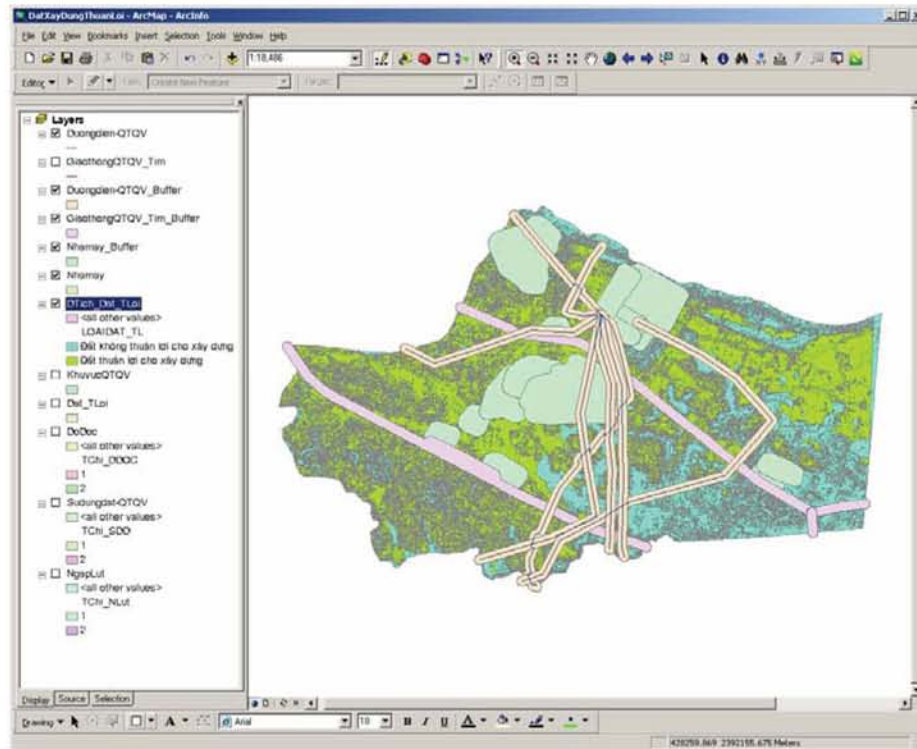 DatXayDungThuanLoi - ArcMap - ArcInfo
File Edit View Bookmarks Insert Selection Tools Window Help
1:18,486
Editor
Create New Feature
Layers
Duongdien-QTQV
GiaothongQTQV_Tim
Duongdien-QTQV_Buffer
GiaothongQTQV_Tim_Buffer
Nhamay_Buffer
Nhamay
DTich_Dat_TLoi
<all other values>
LOAIDAT_TL
Đất không thuận lợi cho xây dựng
Đất thuận lợi cho xây dựng
KhuvucQTQV
Dat_TLoi
DoDoc
<all other values>
TChi_DDOC
1
2
Sudungdat-QTQV
<all other values>
TChi_SDD
1
2
NgapLut
<all other values>
TChi_NLut
1
2
Display Source Selection
Drawing A Arial 10 B I U A
428259.869 2392155.675 Meters